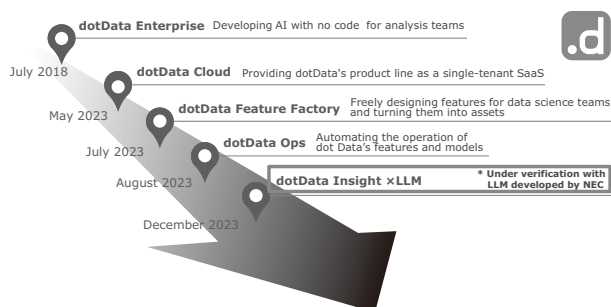 dotData Enterprise Developing AI with no code for analysis teams
.d
July 2018
dotData Cloud Providing dotData's product line as a single-tenant SaaS
May 2023
dotData Feature Factory Freely designing features for data science teams
and turning them into assets
July 2023
dotData Ops Automating the operation of
dot Data's features and models
August 2023
dotData Insight ×LLM * Under verification with
LLM developed by NEC
December 2023